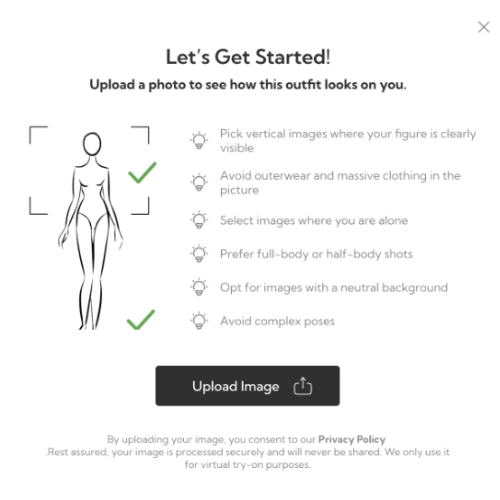 Let's Get Started!
Upload a photo to see how this outfit looks on you.
Pick vertical images where your figure is clearly
visible
Avoid outerwear and massive clothing in the
picture
Select images where you are alone
Prefer full-body or half-body shots
Opt for images with a neutral background
Avoid complex poses
Upload Image
By uploading your image, you consent to our Privacy Policy
.Rest assured, your image is processed securely and will never be shared. We only use it
for virtual try-on purposes.